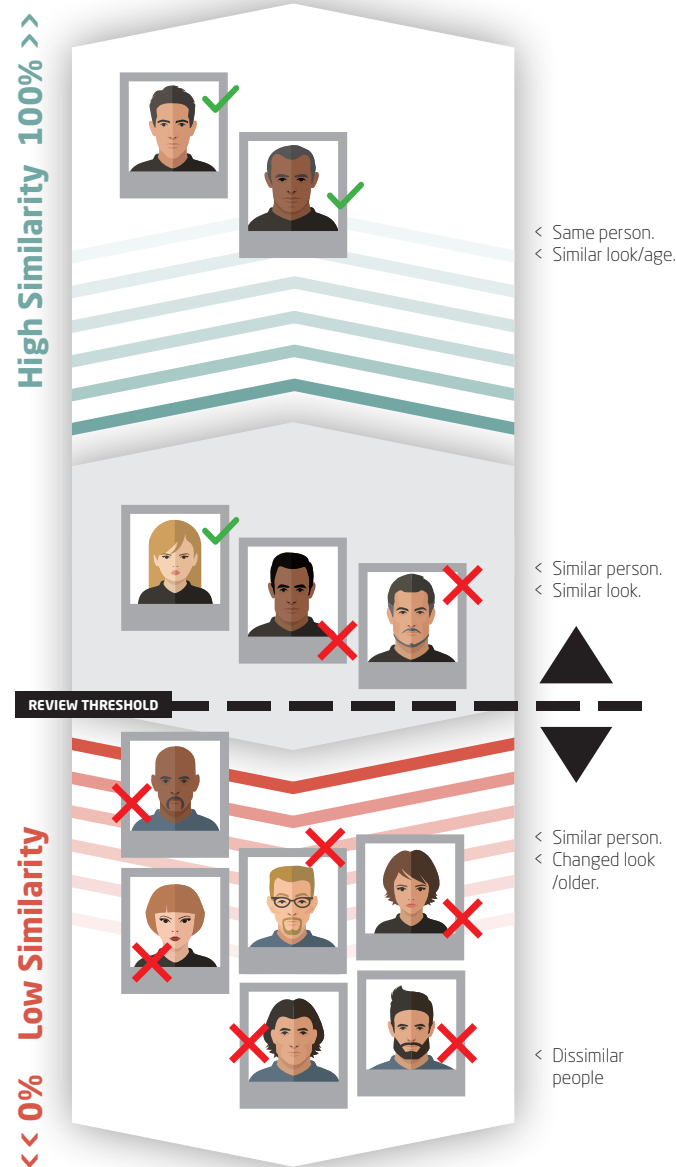 High Similarity 100% >>
< Same person.
< Similar look/age.
< Similar person.
< Similar look.
REVIEW THRESHOLD
<< 0% Low Similarity
< Similar person.
< Changed look
/older.
< Dissimilar
people